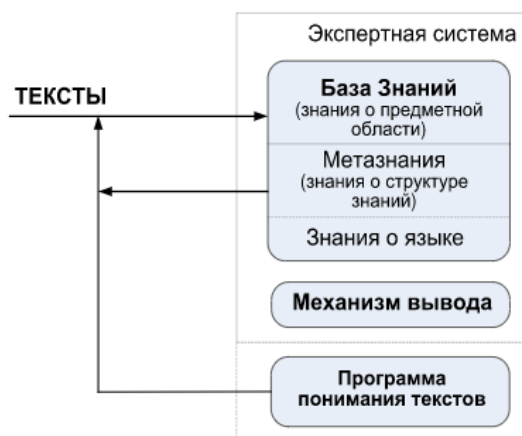 Экспертная система
ТЕКСТЫ
База Знаний
(знания о предметной
области)
Метазнания
(знания о структуре
знаний)
Знания о языке
Механизм вывода
Программа
понимания текстов